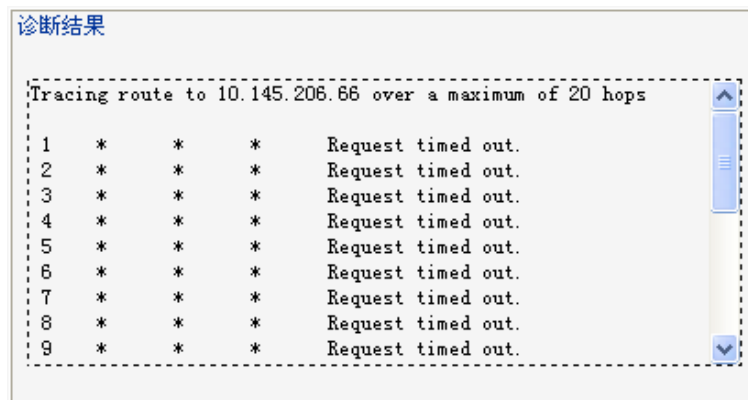 诊断结果
Tracing route to 10.145.206.66 over a maximum of 20 hops
1 * * * Request timed out.
2 * * * Request timed out.
3 * * * Request timed out.
4 * * * Request timed out.
5 * * * Request timed out.
6 * * * Request timed out.
7 * * * Request timed out.
8 * * * Request timed out.
9 * * * Request timed out.